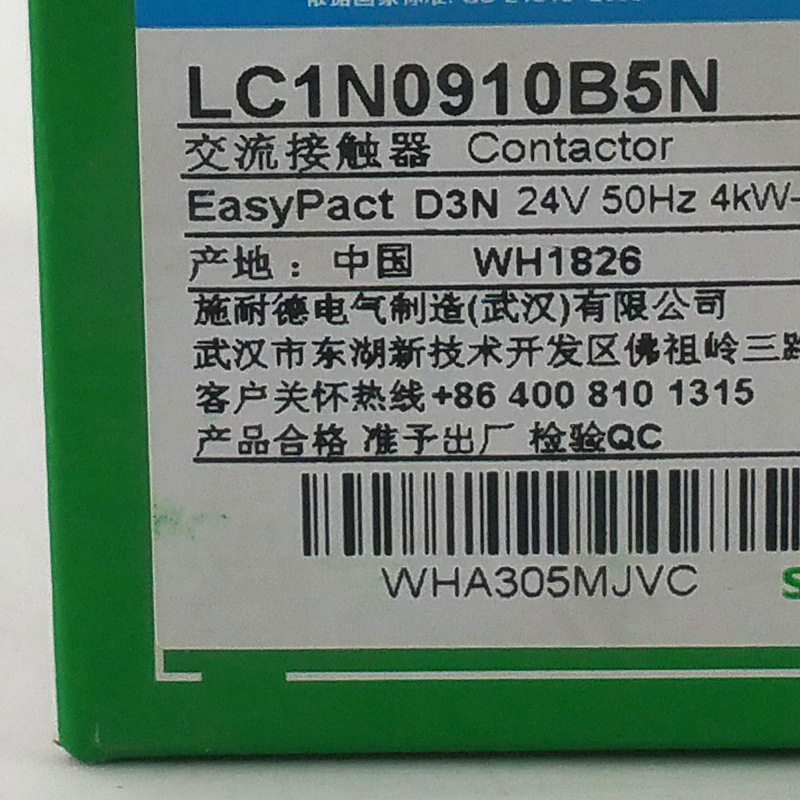 LC1N0910B5N
交流接触器 Contactor
EasyPact D3N 24V 50Hz 4kW-
产地：中国 WH1826
施耐德电气制造(武汉)有限公司
武汉市东湖新技术开发区佛祖岭三路
客户关怀热线+86 400 810 1315
产品合格 准予出厂 检验QC
WHA305MJVC
S